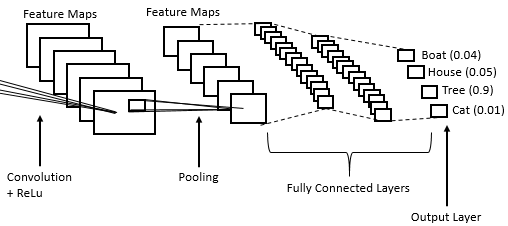 Feature Maps
Feature Maps
Boat (0.04)
House (0.05)
Tree (0.9)
Cat (0.01)
Convolution
+ ReLu
Pooling
Fully Connected Layers
Output Layer